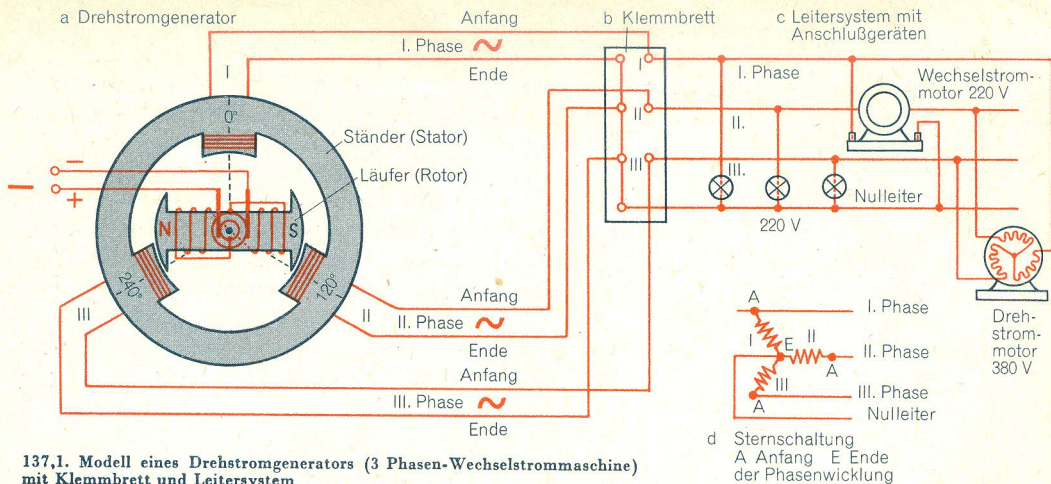 a Drehstromgenerator
Anfang
I. Phase ~
Ende
b Klemmbrett
c Leitersystem mit
Anschlußgeräten
I
0°
Ständer (Stator)
Läufer (Rotor)
−
+
N
S
240°
120°
III
II
Anfang
II. Phase ~
Ende
Anfang
III. Phase ~
Ende
I
II
III
I. Phase
II.
III.
Wechselstrom-
motor 220 V
Nulleiter
220 V
Dreh-
strom-
motor
380 V
A
I. Phase
I
E
II
II. Phase
A
III
A
III. Phase
Nulleiter
d Sternschaltung
A Anfang E Ende
der Phasenwicklung
137,1. Modell eines Drehstromgenerators (3 Phasen-Wechselstrommaschine)
mit Klemmbrett und Leitersystem